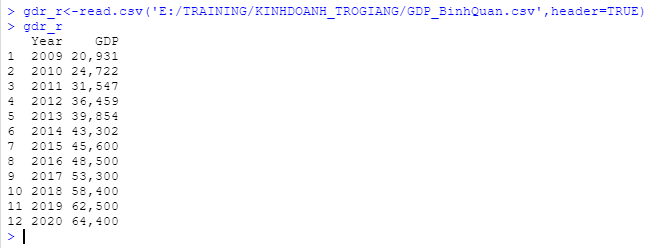 > gdr_r<-read.csv('E:/TRAINING/KINHDOANH_TROGIANG/GDP_BinhQuan.csv',header=TRUE)
> gdr_r
   Year    GDP
1  2009 20,931
2  2010 24,722
3  2011 31,547
4  2012 36,459
5  2013 39,854
6  2014 43,302
7  2015 45,600
8  2016 48,500
9  2017 53,300
10 2018 58,400
11 2019 62,500
12 2020 64,400
>